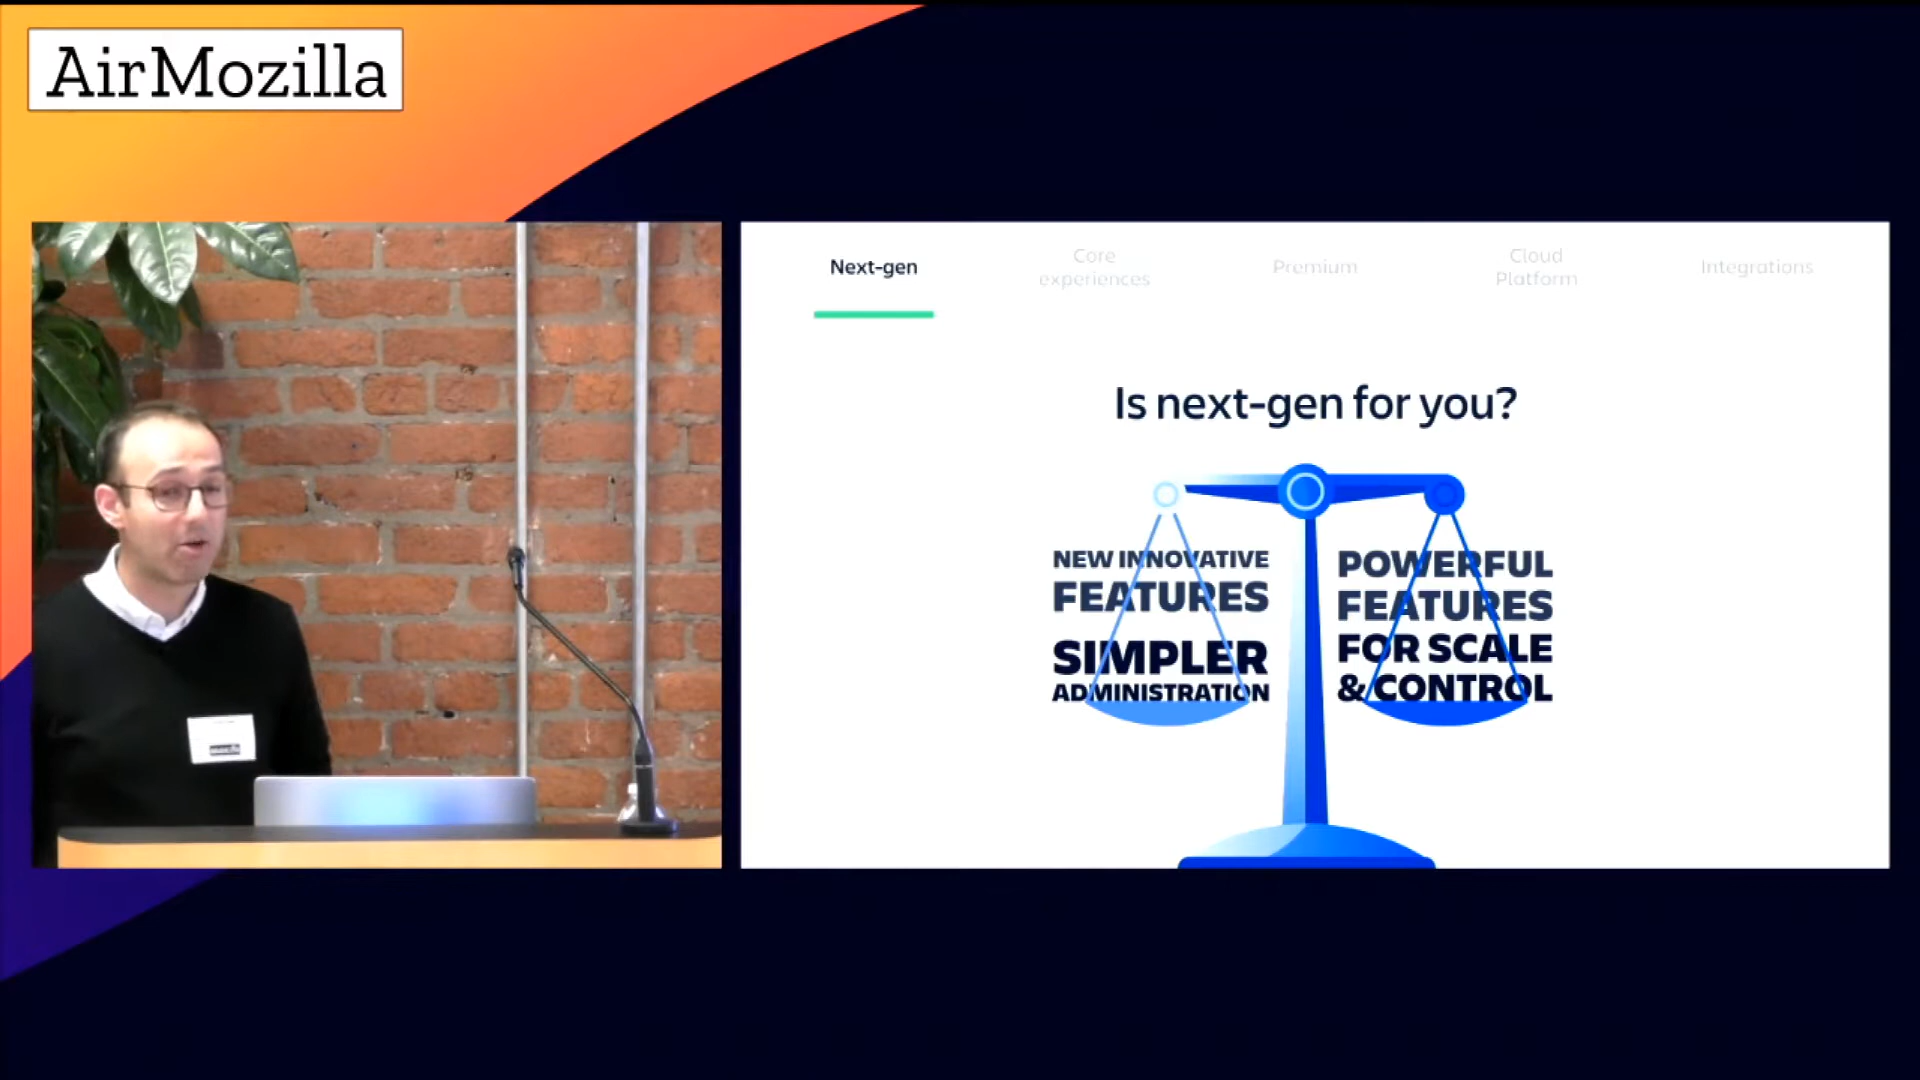 AirMozilla
Next-gen
Core
experiences
Premium
Cloud
Platform
Integrations
Is next-gen for you?
NEW INNOVATIVE
FEATURES
SIMPLER
ADMINISTRATION
POWERFUL
FEATURES
FOR SCALE
& CONTROL